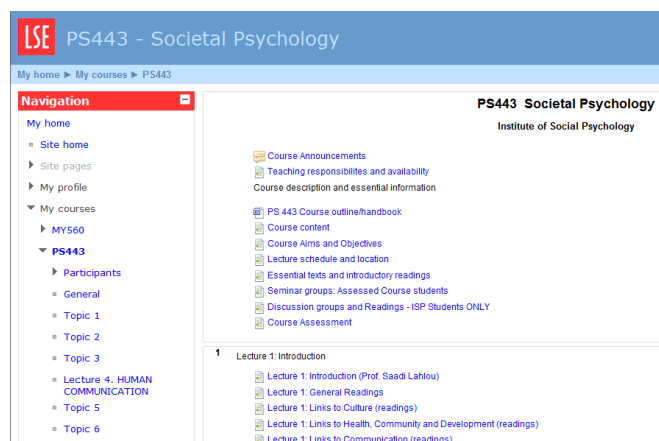 LSE PS443 - Societal Psychology
My home ► My courses ► PS443
Navigation
My home
Site home
Site pages
My profile
My courses
MY560
PS443
Participants
General
Topic 1
Topic 2
Topic 3
Lecture 4. HUMAN
COMMUNICATION
Topic 5
Topic 6
PS443 Societal Psychology
Institute of Social Psychology
Course Announcements
Teaching responsibilites and availability
Course description and essential information
PS 443 Course outline/handbook
Course content
Course Aims and Objectives
Lecture schedule and location
Essential texts and introductory readings
Seminar groups: Assessed Course students
Discussion groups and Readings - ISP Students ONLY
Course Assessment
1 Lecture 1: Introduction
Lecture 1: Introduction (Prof. Saadi Lahlou)
Lecture 1: General Readings
Lecture 1: Links to Culture (readings)
Lecture 1: Links to Health, Community and Development (readings)
Lecture 1: Links to Communication (readings)